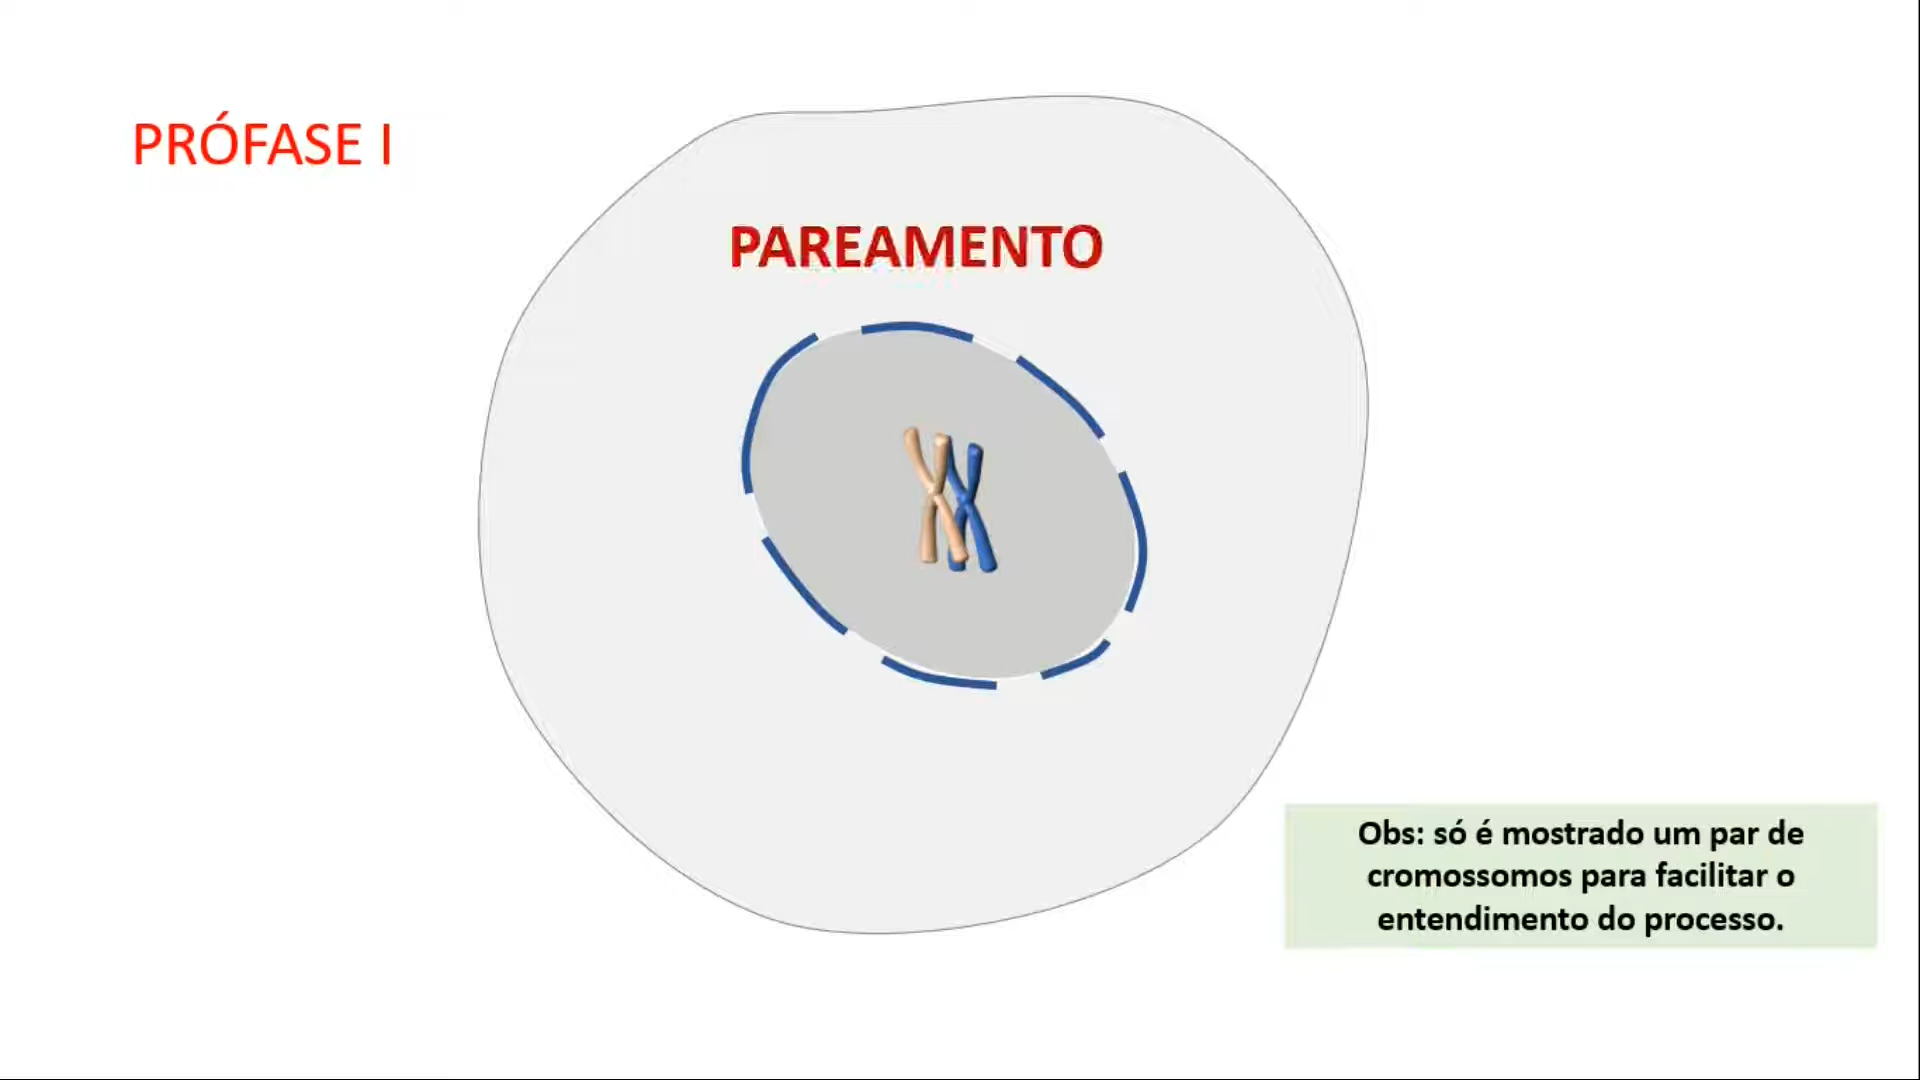 PRÓFASE I
PAREAMENTO
Obs: só é mostrado um par de
cromossomos para facilitar o
entendimento do processo.